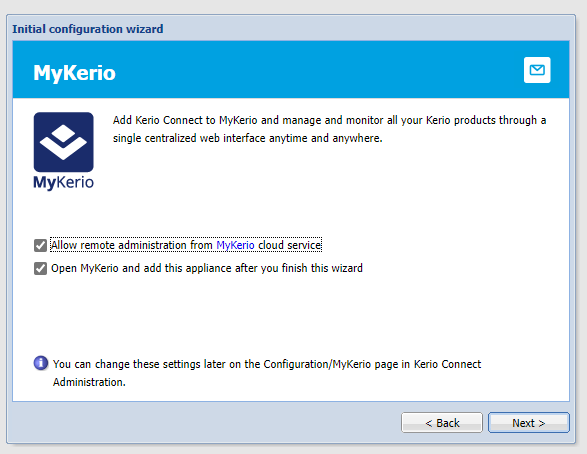 Initial configuration wizard
MyKerio
Add Kerio Connect to MyKerio and manage and monitor all your Kerio products through a
single centralized web interface anytime and anywhere.
MyKerio
Allow remote administration from MyKerio cloud service
Open MyKerio and add this appliance after you finish this wizard
You can change these settings later on the Configuration/MyKerio page in Kerio Connect
Administration.
< Back
Next >